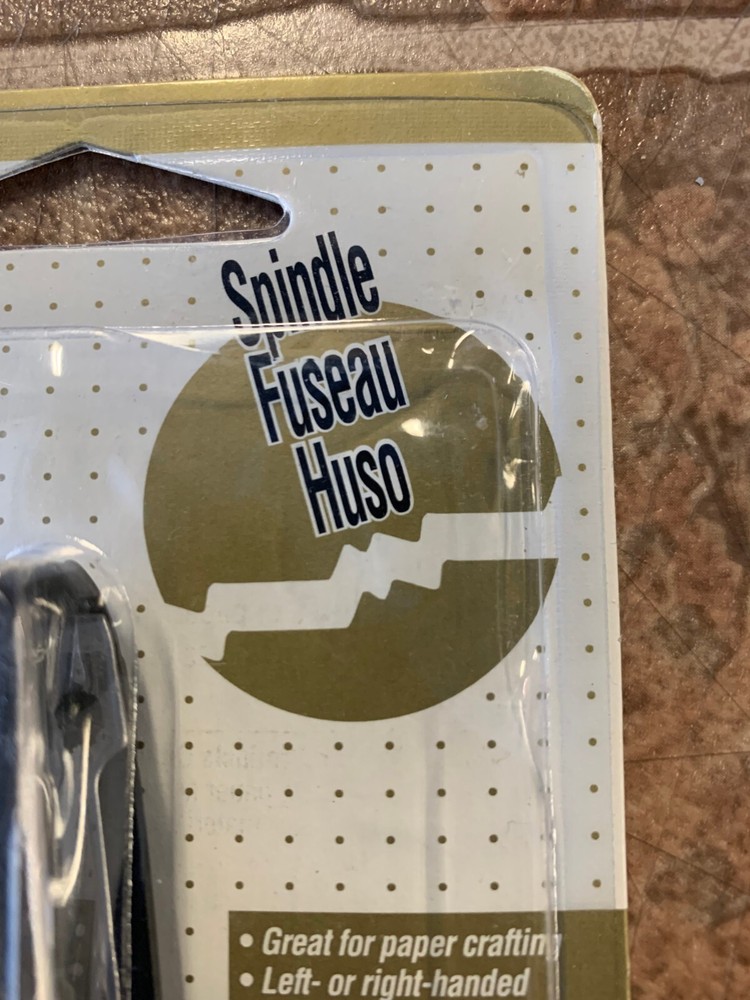 Spindle
Fuseau
Huso
• Great for paper crafting
• Left- or right-handed